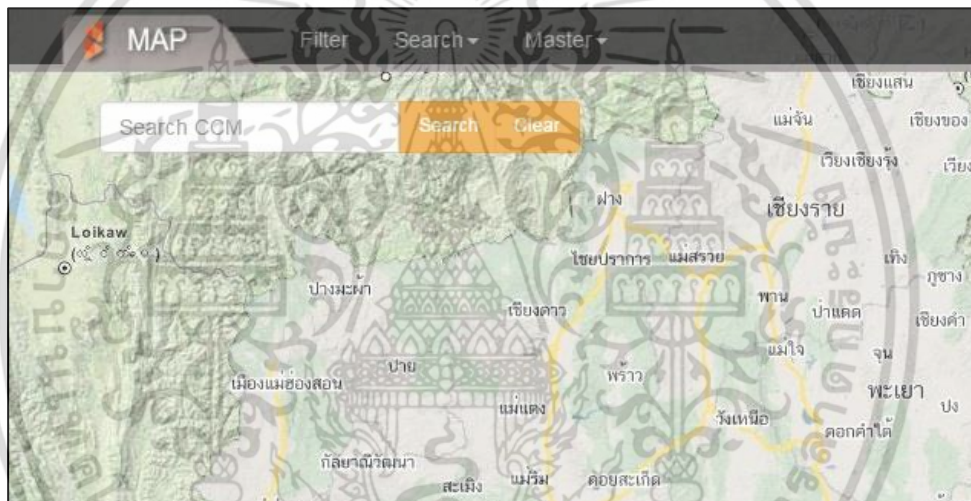 MAP Filter Search Master
Search CCM Search Clear
เชียงแสน
แม่จัน
เชียงของ
เวียงเชียงรุ้ง
ฝาง
เชียงราย
Loikaw
ไชยปราการ
แม่สรวย
เทิง
ภูซาง
ปางมะผ้า
เชียงดาว
พาน
ป่าแดด
เชียงคำ
แม่ใจ
จุน
ปาย
เมืองแม่ฮ่องสอน
พร้าว
พะเยา
ปง
แม่แตง
วังเหนือ
ดอกคำใต้
กัลยาณิวัฒนา
สะเมิง
แม่ริม
ดอยสะเก็ด